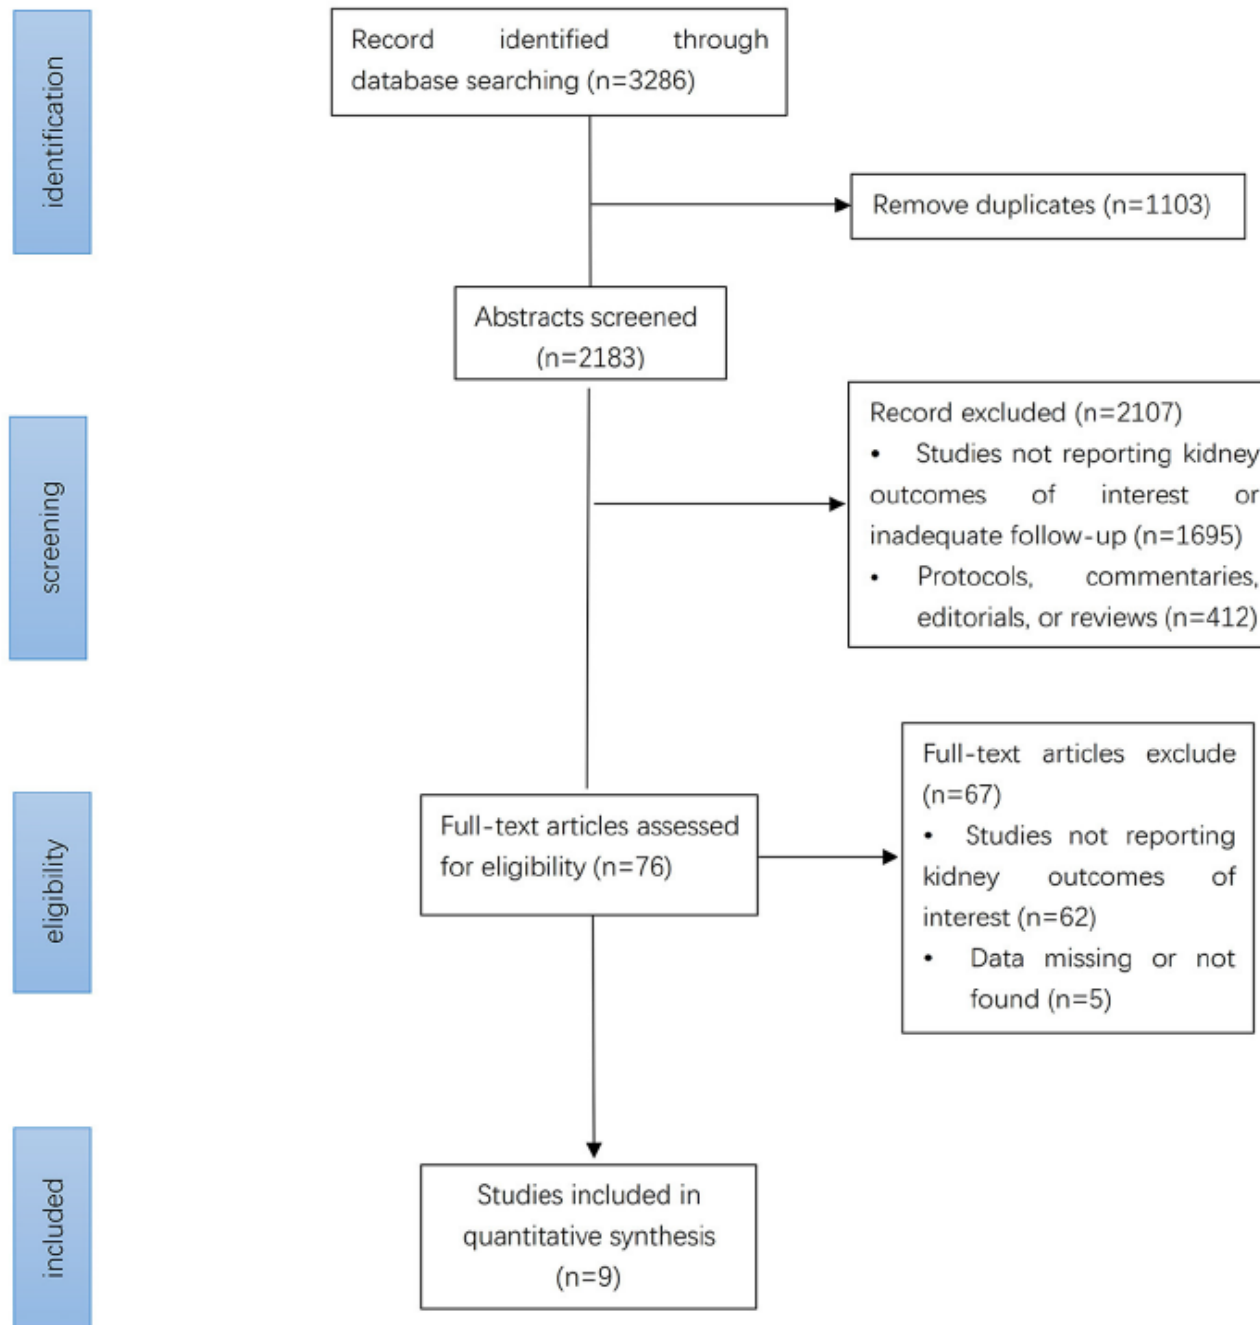 identification
Record identified through
database searching (n=3286)
Remove duplicates (n=1103)
Abstracts screened
(n=2183)
screening
Record excluded (n=2107)
• Studies not reporting kidney
outcomes of interest or
inadequate follow-up (n=1695)
• Protocols, commentaries,
editorials, or reviews (n=412)
eligibility
Full-text articles assessed
for eligibility (n=76)
Full-text articles exclude
(n=67)
• Studies not reporting
kidney outcomes of
interest (n=62)
• Data missing or not
found (n=5)
included
Studies included in
quantitative synthesis
(n=9)